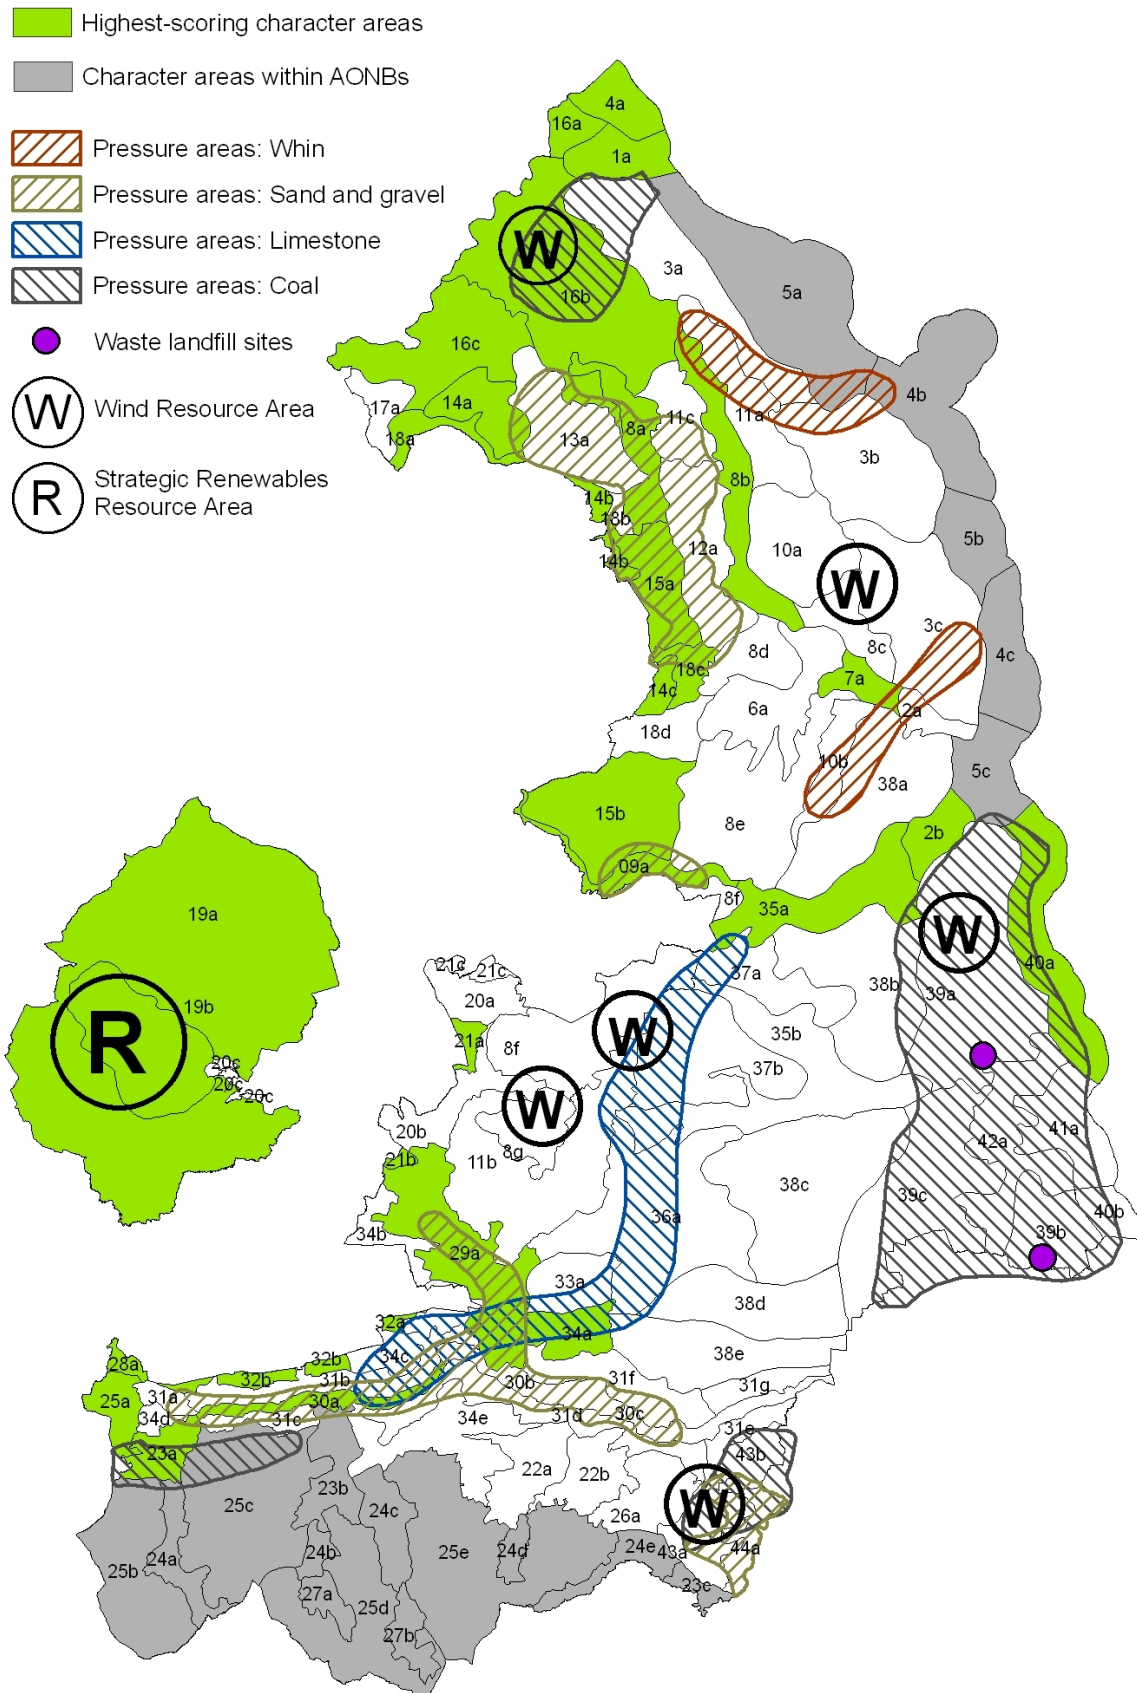 Highest-scoring character areas
Character areas within AONBs
Pressure areas: Whin
Pressure areas: Sand and gravel
Pressure areas: Limestone
Pressure areas: Coal
Waste landfill sites
W Wind Resource Area
R Strategic Renewables
Resource Area
4a
16a
1a
W
3a
5a
16b
16c
4b
17a
14a
11c
11a
18a
13a
8a
3b
8b
14b
18b
5b
12a
10a
14b
15a
W
3c
8c
8d
4c
18c
7a
14c
6a
2a
18d
10b
5c
38a
15b
8e
2b
09a
8f
35a
19a
W
21c
21c
37a
40a
20a
38b
39a
19b
W
35b
21a
8f
R
20c
37b
20c
20c
W
20b
41a
42a
8g
21b
11b
38c
39c
36a
40b
34b
39b
29a
33a
38d
32a
34a
34c
38e
28a
32b
32b
31b
30b
31f
31g
25a
31a
30a
34d
31c
34e
31d
30c
31e
23a
43b
22a
22b
23b
25c
24c
W
26a
24b
25e
24d
24e
43a
44a
24a
25b
23c
27a
25d
27b